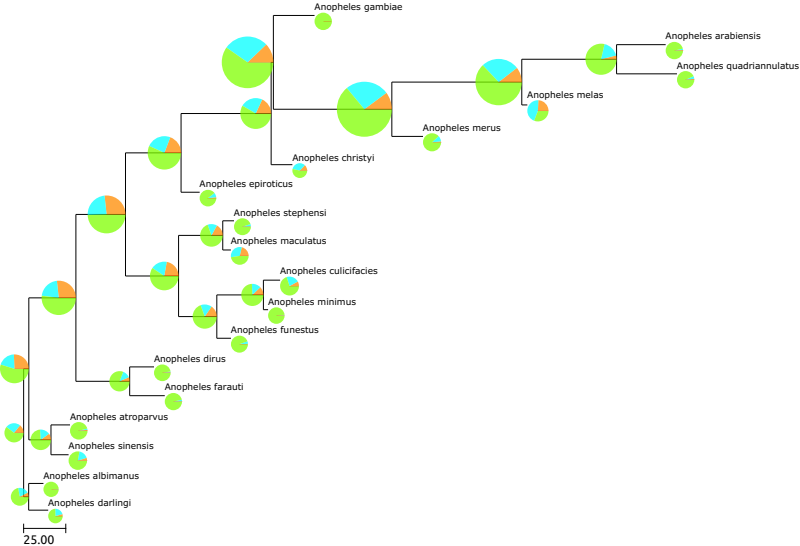 Anopheles gambiae
Anopheles arabiensis
Anopheles quadriannulatus
Anopheles melas
Anopheles merus
Anopheles christyi
Anopheles epiroticus
Anopheles stephensi
Anopheles maculatus
Anopheles culicifacies
Anopheles minimus
Anopheles funestus
Anopheles dirus
Anopheles farauti
Anopheles atroparvus
Anopheles sinensis
Anopheles albimanus
Anopheles darlingi
25.00